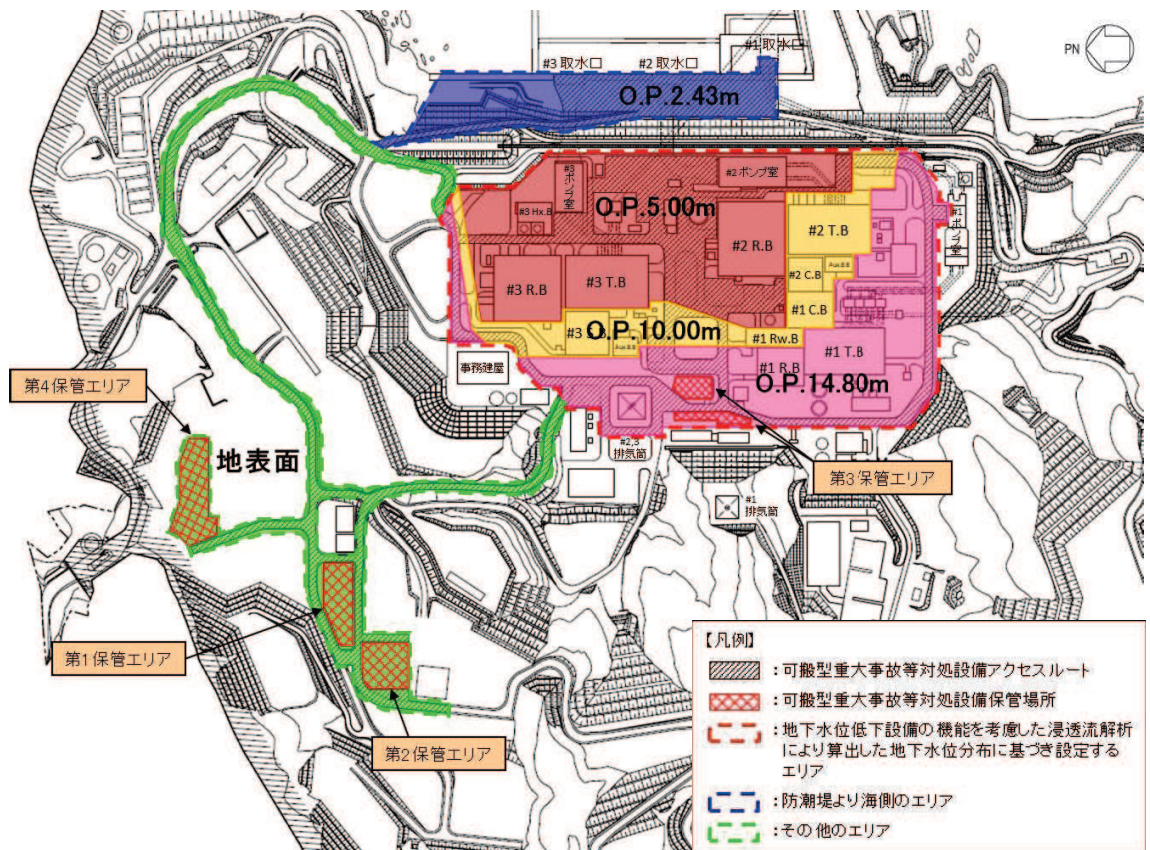 #1取水口
#3取水口
#2取水口
PN
O.P.2.43m
#3ポンプ室
#2ポンプ室
O.P.5.00m
#3 Hx.B
#1ポンプ室
#2 R.B
#2 T.B
#3 R.B
#3 T.B
#2 C.B
Aux.B.B
#1 C.B
O.P.10.00m
#1 Rw.B
#1 T.B
#1 R.B
O.P.14.80m
事務建屋
第4保管エリア
地表面
#2,3
排気筒
第3保管エリア
#1
排気筒
第1保管エリア
第2保管エリア
【凡例】
:可搬型重大事故等対処設備アクセスルート
:可搬型重大事故等対処設備保管場所
:地下水位低下設備の機能を考慮した浸透流解析
により算出した地下水位分布に基づき設定する
エリア
:防潮堤より海側のエリア
:その他のエリア